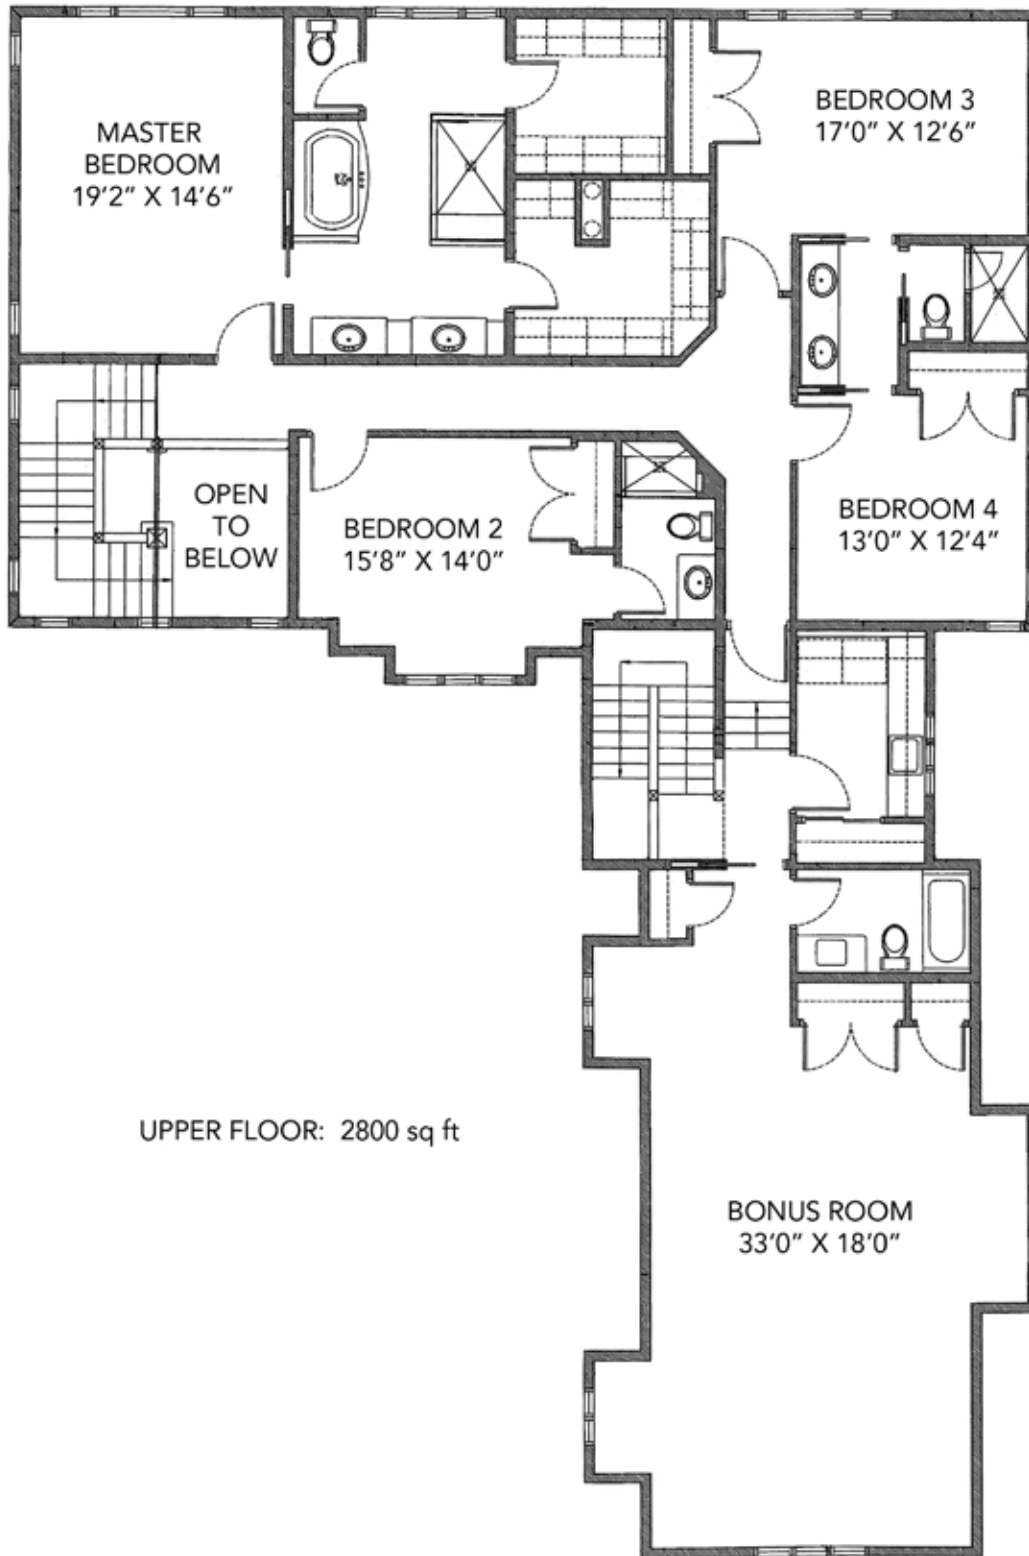 MASTER
BEDROOM
19’2” X 14’6”
BEDROOM 3
17’0” X 12’6”
OPEN
TO
BELOW
BEDROOM 2
15’8” X 14’0”
BEDROOM 4
13’0” X 12’4”
UPPER FLOOR: 2800 sq ft
BONUS ROOM
33’0” X 18’0”